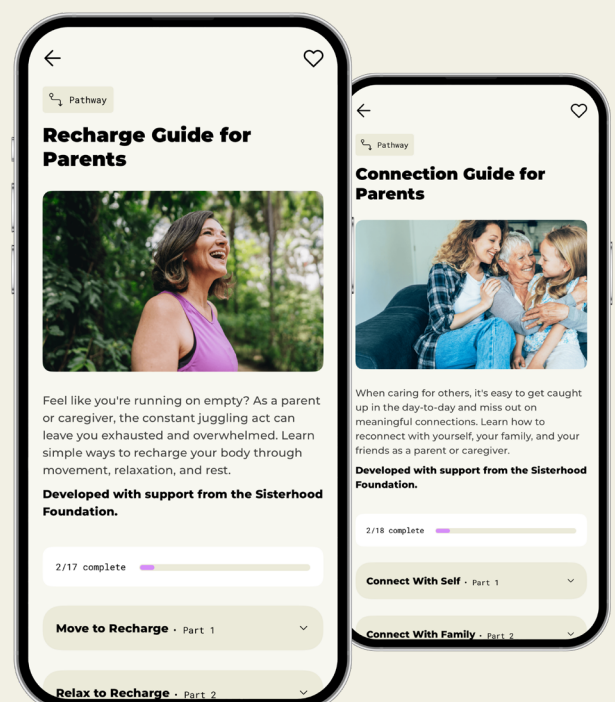 Pathway
Recharge Guide for
Parents
Feel like you're running on empty? As a parent
or caregiver, the constant juggling act can
leave you exhausted and overwhelmed. Learn
simple ways to recharge your body through
movement, relaxation, and rest.
Developed with support from the Sisterhood
Foundation.
2/17 complete
Move to Recharge · Part 1
Relax to Recharge · Part 2
Pathway
Connection Guide for
Parents
When caring for others, it's easy to get caught
up in the day-to-day and miss out on
meaningful connections. Learn how to
reconnect with yourself, your family, and your
friends as a parent or caregiver.
Developed with support from the Sisterhood
Foundation.
2/18 complete
Connect With Self · Part 1
Connect With Family · Part 2